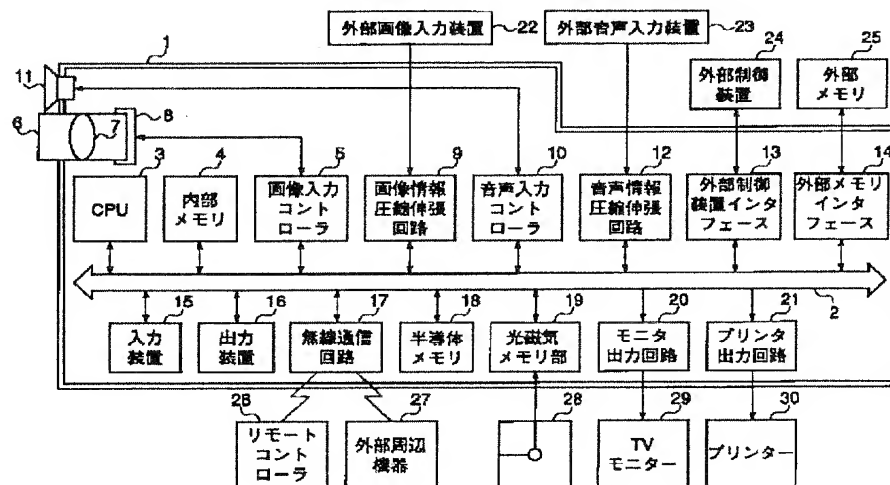 外部画像入力装置
22
外部音声入力装置
23
1
24
25
11
外部制御
装置
外部
メモリ
6
7
8
3
4
5
9
10
12
13
14
CPU
内部
メモリ
画像入力
コント
ローラ
画像情報
圧縮伸張
回路
音声入力
コント
ローラ
音声情報
圧縮伸張
回路
外部制御
装置インタ
フェース
外部メモリ
インタ
フェース
2
15
16
17
18
19
20
21
入力
装置
出力
装置
無線通信
回路
半導体
メモリ
光磁気
メモリ部
モニタ
出力回路
プリンタ
出力回路
26
27
28
29
30
リモート
コント
ローラ
外部周辺
機器
TV
モニター
プリンター